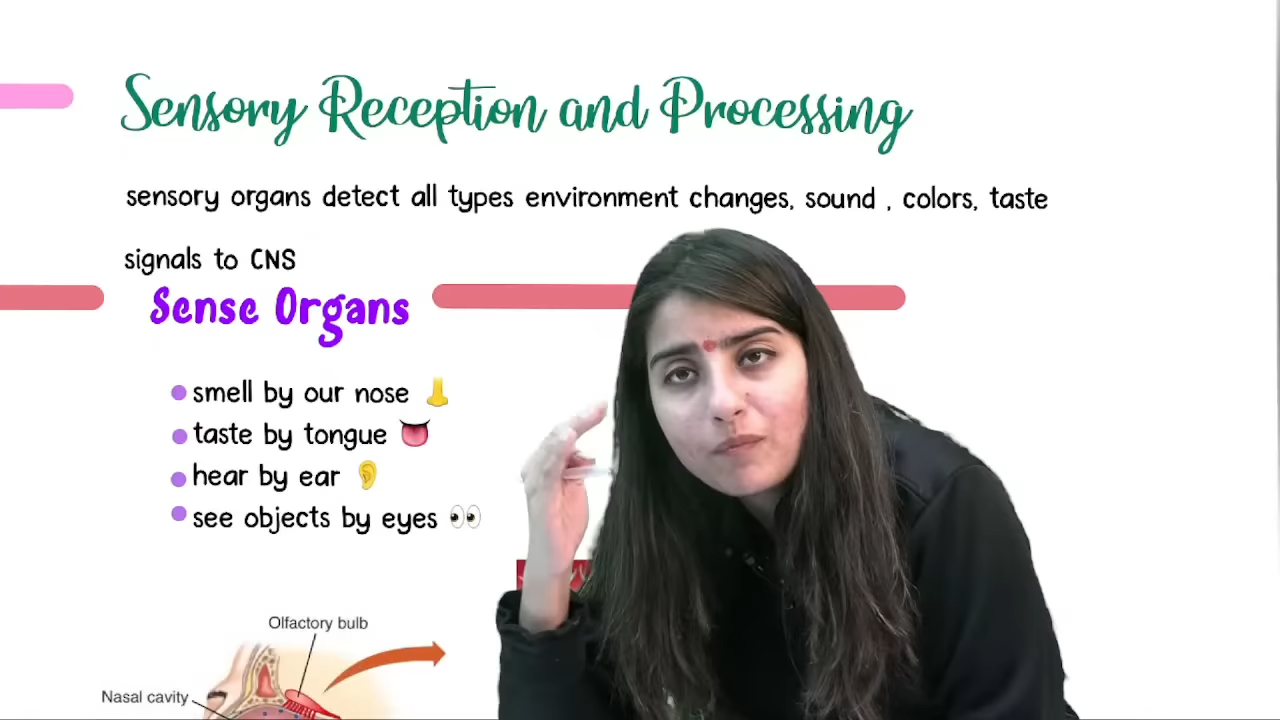 Sensory Reception and Processing
sensory organs detect all types environment changes, sound , colors, taste
signals to CNS
Sense Organs
smell by our nose 👃
taste by tongue 👅
hear by ear 👂
see objects by eyes 👀
Olfactory bulb
Nasal cavity